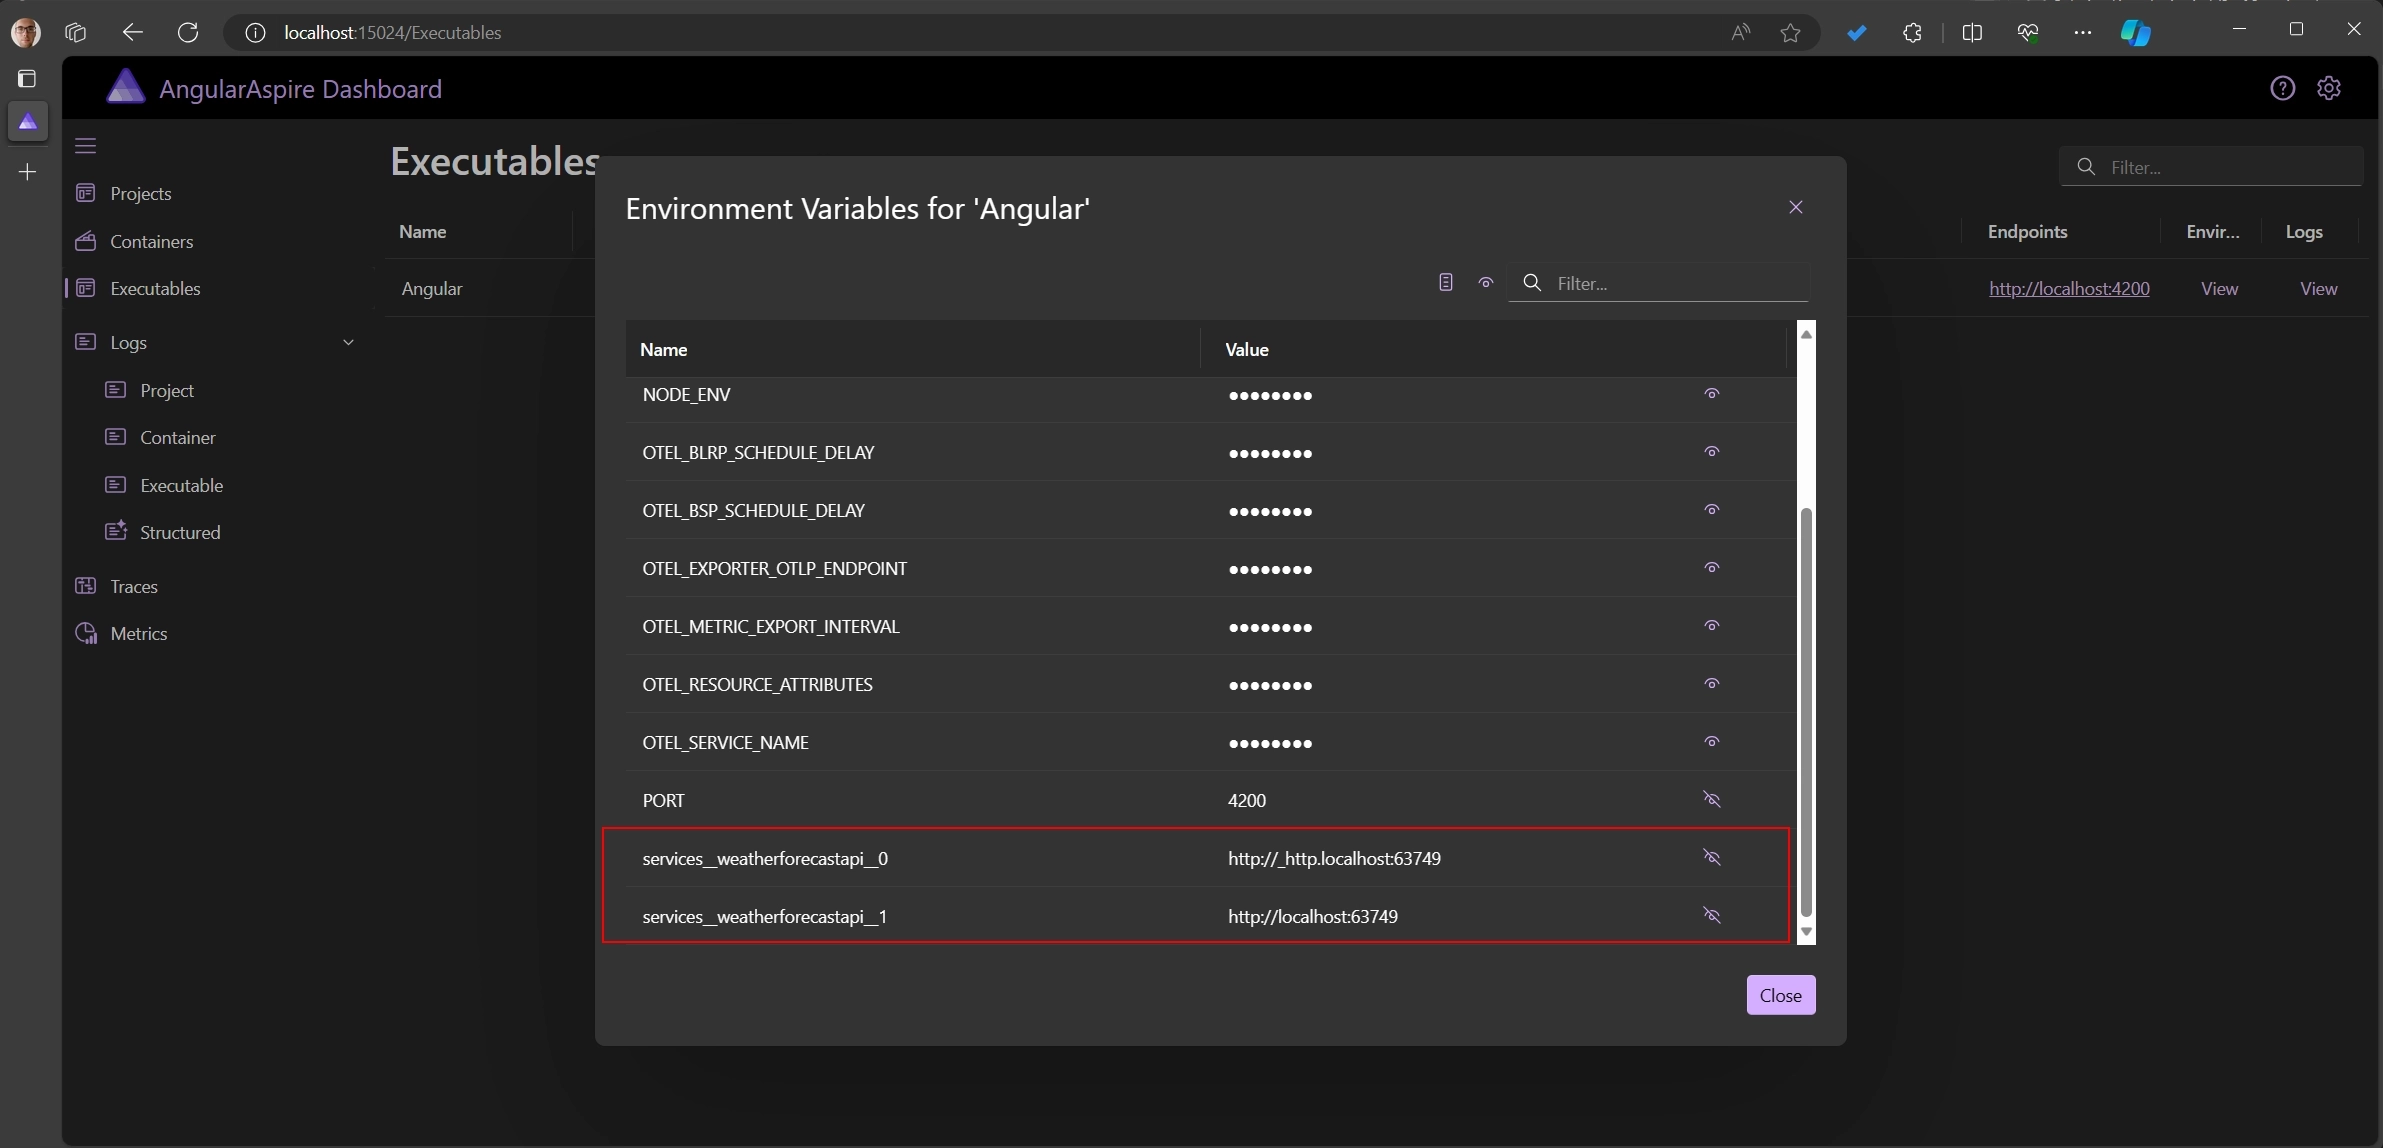 localhost:15024/Executables
AngularAspire Dashboard
Projects
Containers
Executables
Logs
Project
Container
Executable
Structured
Traces
Metrics
Executables
Filter...
Name
Endpoints
Envir...
Logs
Angular
http://localhost:4200
View
View
Environment Variables for 'Angular'
Filter...
Name Value
NODE_ENV ●●●●●●●●
OTEL_BLRP_SCHEDULE_DELAY ●●●●●●●●
OTEL_BSP_SCHEDULE_DELAY ●●●●●●●●
OTEL_EXPORTER_OTLP_ENDPOINT ●●●●●●●●
OTEL_METRIC_EXPORT_INTERVAL ●●●●●●●●
OTEL_RESOURCE_ATTRIBUTES ●●●●●●●●
OTEL_SERVICE_NAME ●●●●●●●●
PORT 4200
services__weatherforecastapi__0 http://_http.localhost:63749
services__weatherforecastapi__1 http://localhost:63749
Close